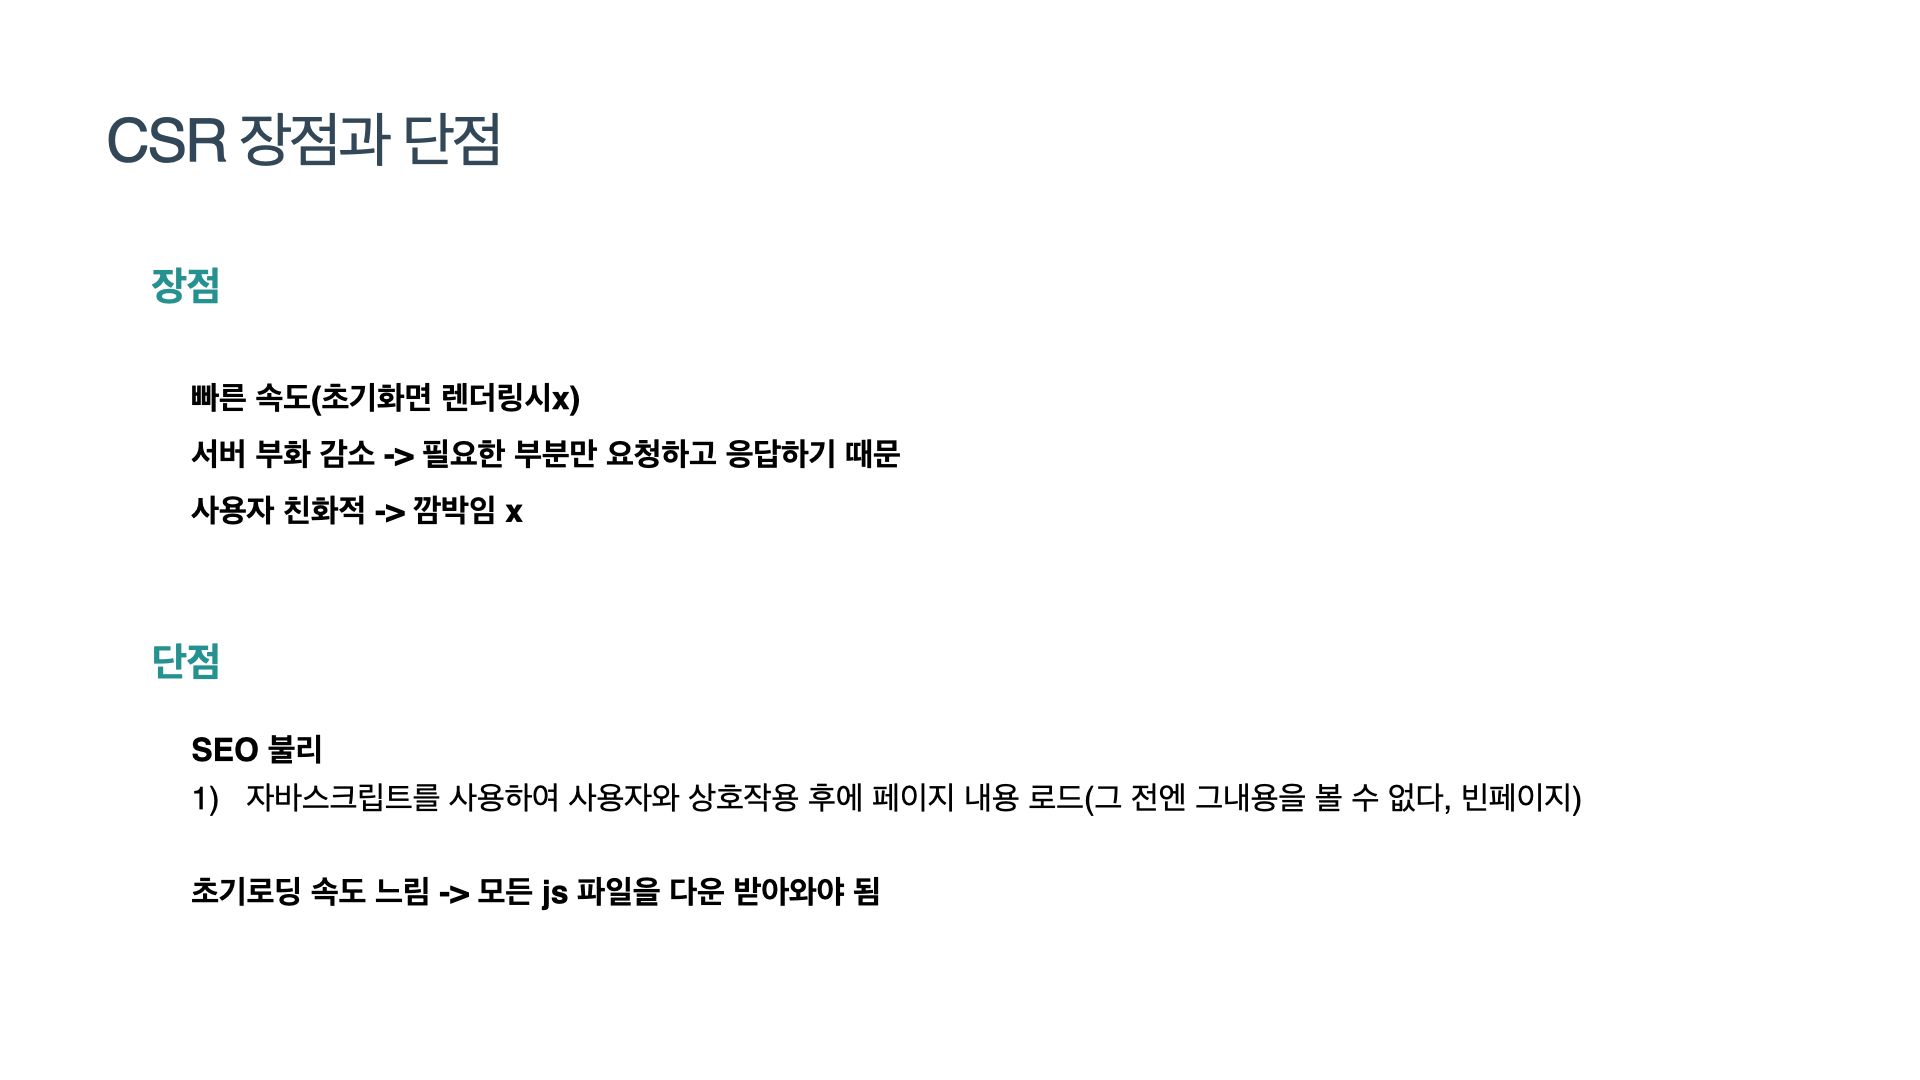 CSR 장점과 단점
장점
빠른 속도(초기화면 렌더링시x)
서버 부화 감소 -> 필요한 부분만 요청하고 응답하기 때문
사용자 친화적 -> 깜박임 x
단점
SEO 불리
1) 자바스크립트를 사용하여 사용자와 상호작용 후에 페이지 내용 로드(그 전엔 그내용을 볼 수 없다, 빈페이지)
초기로딩 속도 느림 -> 모든 js 파일을 다운 받아와야 됨